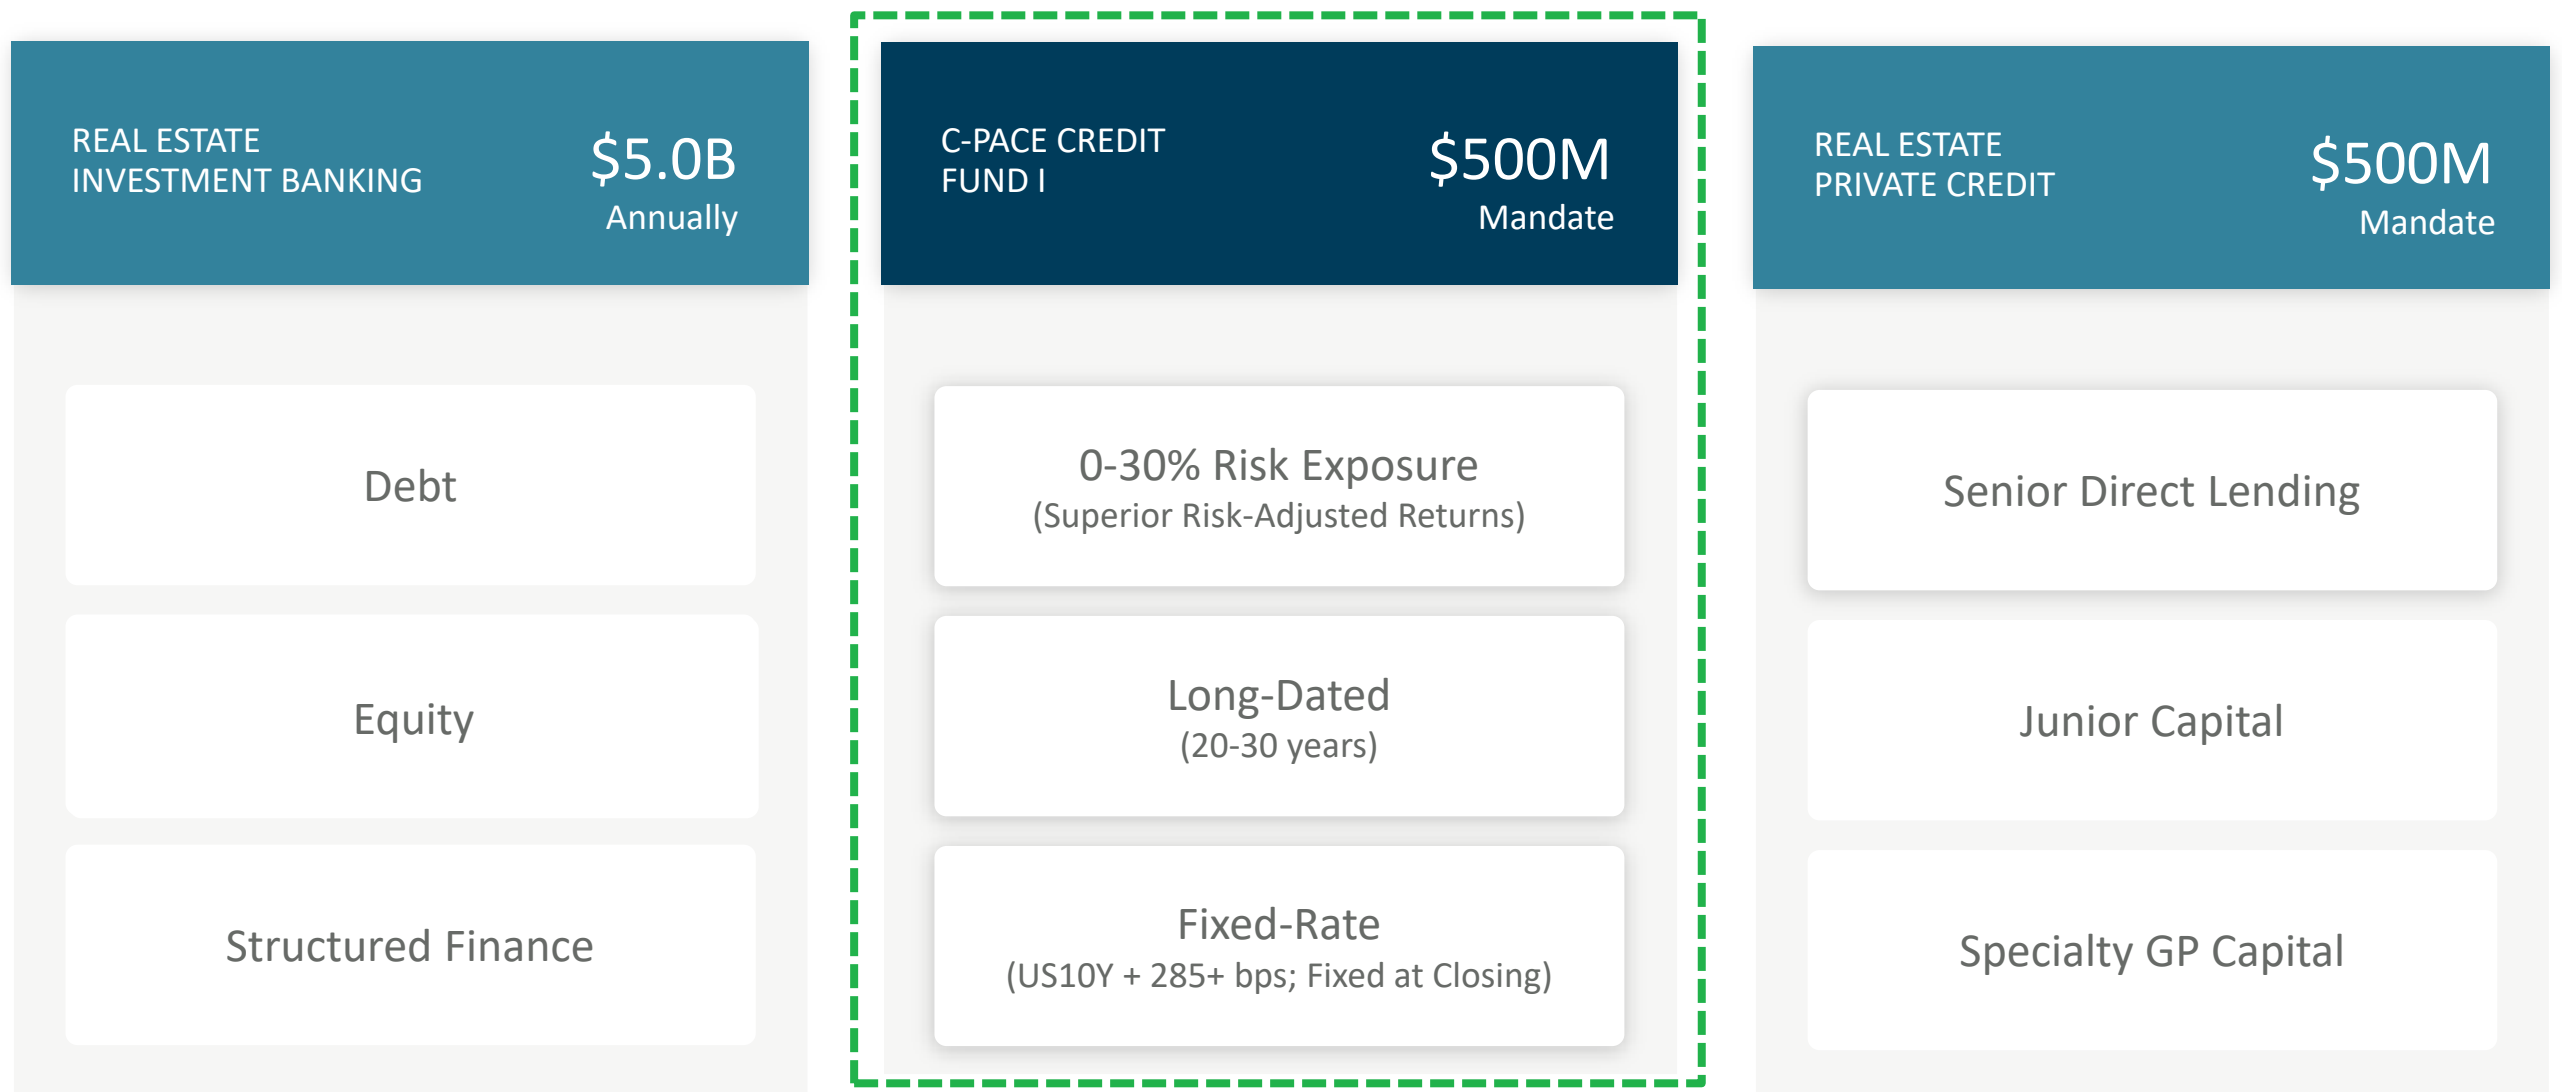 REAL ESTATE
INVESTMENT BANKING
$5.0B
Annually
Debt
Equity
Structured Finance
C-PACE CREDIT
FUND I
$500M
Mandate
0-30% Risk Exposure
(Superior Risk-Adjusted Returns)
Long-Dated
(20-30 years)
Fixed-Rate
(US10Y + 285+ bps; Fixed at Closing)
REAL ESTATE
PRIVATE CREDIT
$500M
Mandate
Senior Direct Lending
Junior Capital
Specialty GP Capital